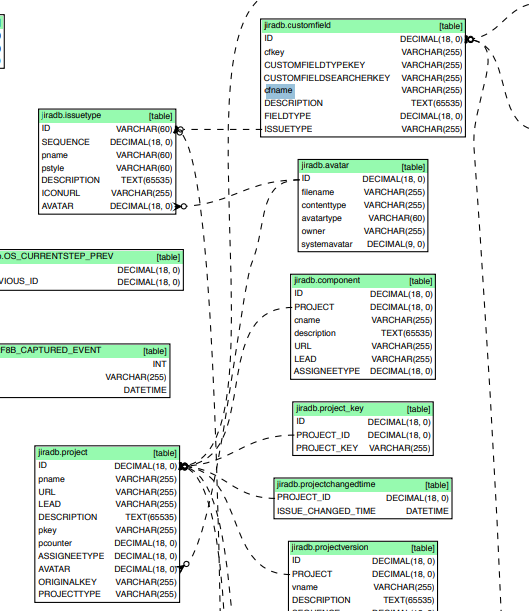 jiradb.customfield [table]
ID DECIMAL(18, 0)
cfkey VARCHAR(255)
CUSTOMFIELDTYPEKEY VARCHAR(255)
CUSTOMFIELDSEARCHERKEY VARCHAR(255)
cfname VARCHAR(255)
DESCRIPTION TEXT(65535)
FIELDTYPE DECIMAL(18, 0)
ISSUETYPE VARCHAR(255)
jiradb.issuetype [table]
ID VARCHAR(60)
SEQUENCE DECIMAL(18, 0)
pname VARCHAR(60)
pstyle VARCHAR(60)
DESCRIPTION TEXT(65535)
ICONURL VARCHAR(255)
AVATAR DECIMAL(18, 0)
jiradb.avatar [table]
ID DECIMAL(18, 0)
filename VARCHAR(255)
contenttype VARCHAR(255)
avatartype VARCHAR(60)
owner VARCHAR(255)
systemavatar DECIMAL(9, 0)
.OS_CURRENTSTEP_PREV [table]
DECIMAL(18, 0)
VIOUS_ID DECIMAL(18, 0)
jiradb.component [table]
ID DECIMAL(18, 0)
PROJECT DECIMAL(18, 0)
cname VARCHAR(255)
description TEXT(65535)
URL VARCHAR(255)
LEAD VARCHAR(255)
ASSIGNEETYPE DECIMAL(18, 0)
F8B_CAPTURED_EVENT [table]
INT
VARCHAR(255)
DATETIME
jiradb.project_key [table]
ID DECIMAL(18, 0)
PROJECT_ID DECIMAL(18, 0)
PROJECT_KEY VARCHAR(255)
jiradb.project [table]
ID DECIMAL(18, 0)
pname VARCHAR(255)
URL VARCHAR(255)
LEAD VARCHAR(255)
DESCRIPTION TEXT(65535)
pkey VARCHAR(255)
pcounter DECIMAL(18, 0)
ASSIGNEETYPE DECIMAL(18, 0)
AVATAR DECIMAL(18, 0)
ORIGINALKEY VARCHAR(255)
PROJECTTYPE VARCHAR(255)
jiradb.projectchangedtime [table]
PROJECT_ID DECIMAL(18, 0)
ISSUE_CHANGED_TIME DATETIME
jiradb.projectversion [table]
ID DECIMAL(18, 0)
PROJECT DECIMAL(18, 0)
vname VARCHAR(255)
DESCRIPTION TEXT(65535)